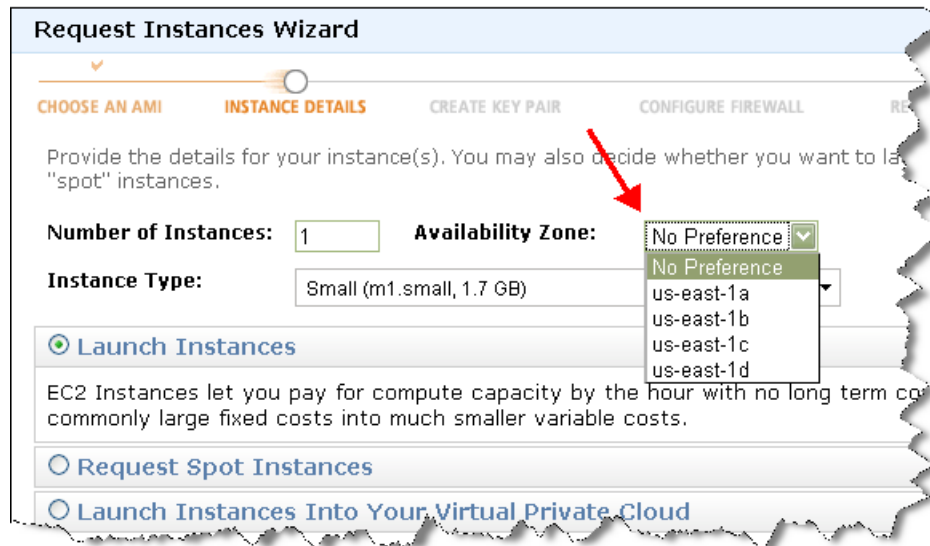 Request Instances Wizard
CHOOSE AN AMI INSTANCE DETAILS CREATE KEY PAIR CONFIGURE FIREWALL
Provide the details for your instance(s). You may also decide whether you want to
"spot" instances.
Number of Instances: 1 Availability Zone: No Preference
No Preference
Instance Type: Small (m1.small, 1.7 GB)
us-east-1a
us-east-1b
us-east-1c
us-east-1d
Launch Instances
EC2 Instances let you pay for compute capacity by the hour with no long term
commonly large fixed costs into much smaller variable costs.
Request Spot Instances
Launch Instances Into Your Virtual Private Cloud